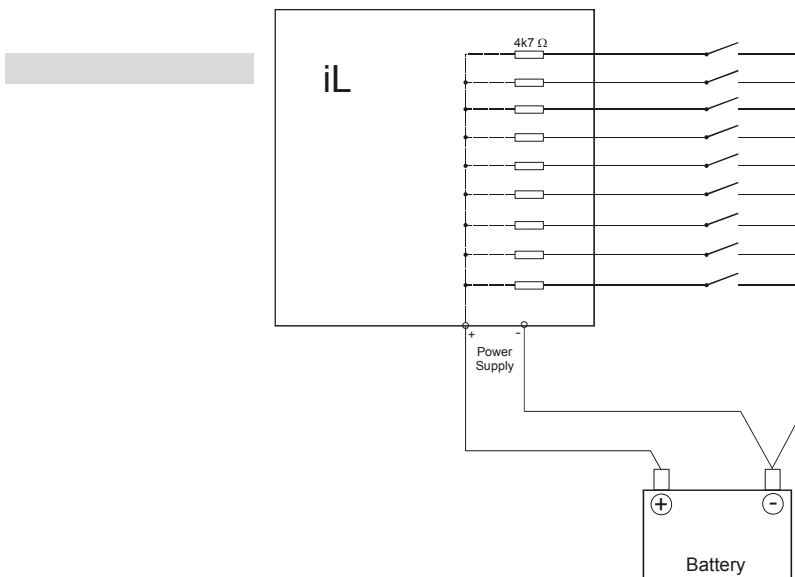 4k7 Ω
iL
+ -
Power
Supply
+ -
Battery